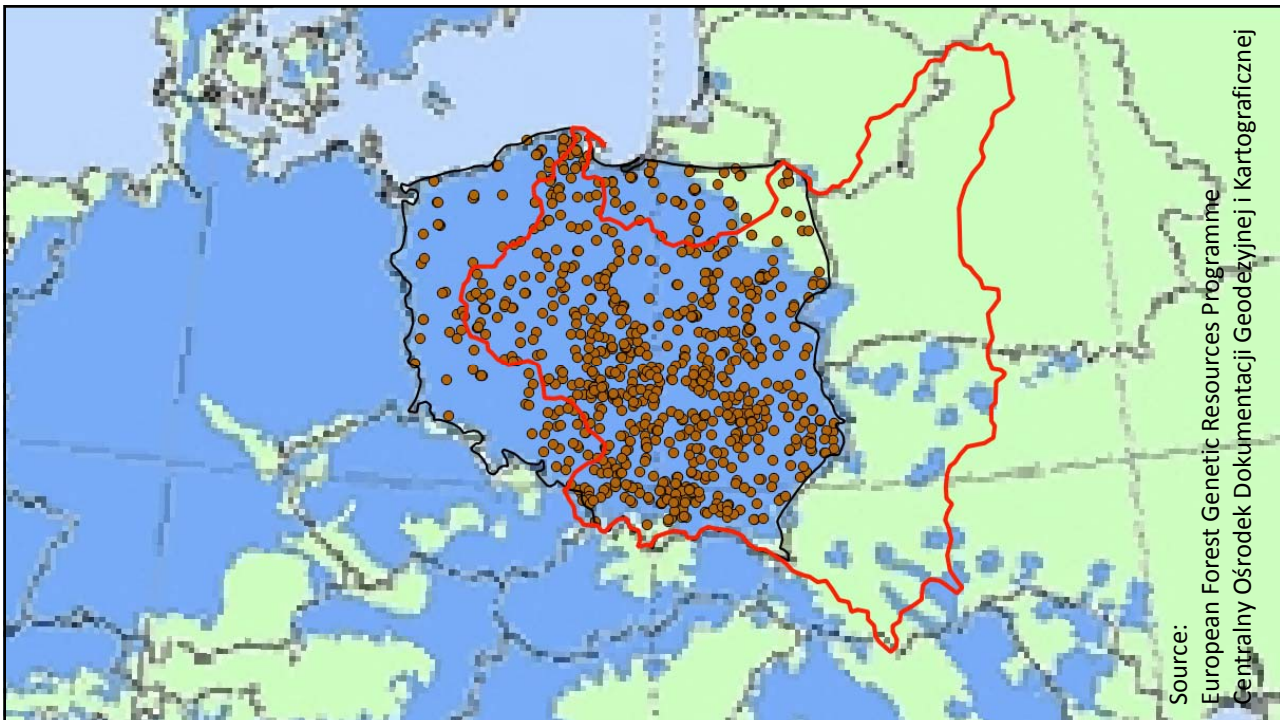 Source:
European Forest Genetic Resources Programme
Centralny Ośrodek Dokumentacji Geodezyjnej i Kartograficznej